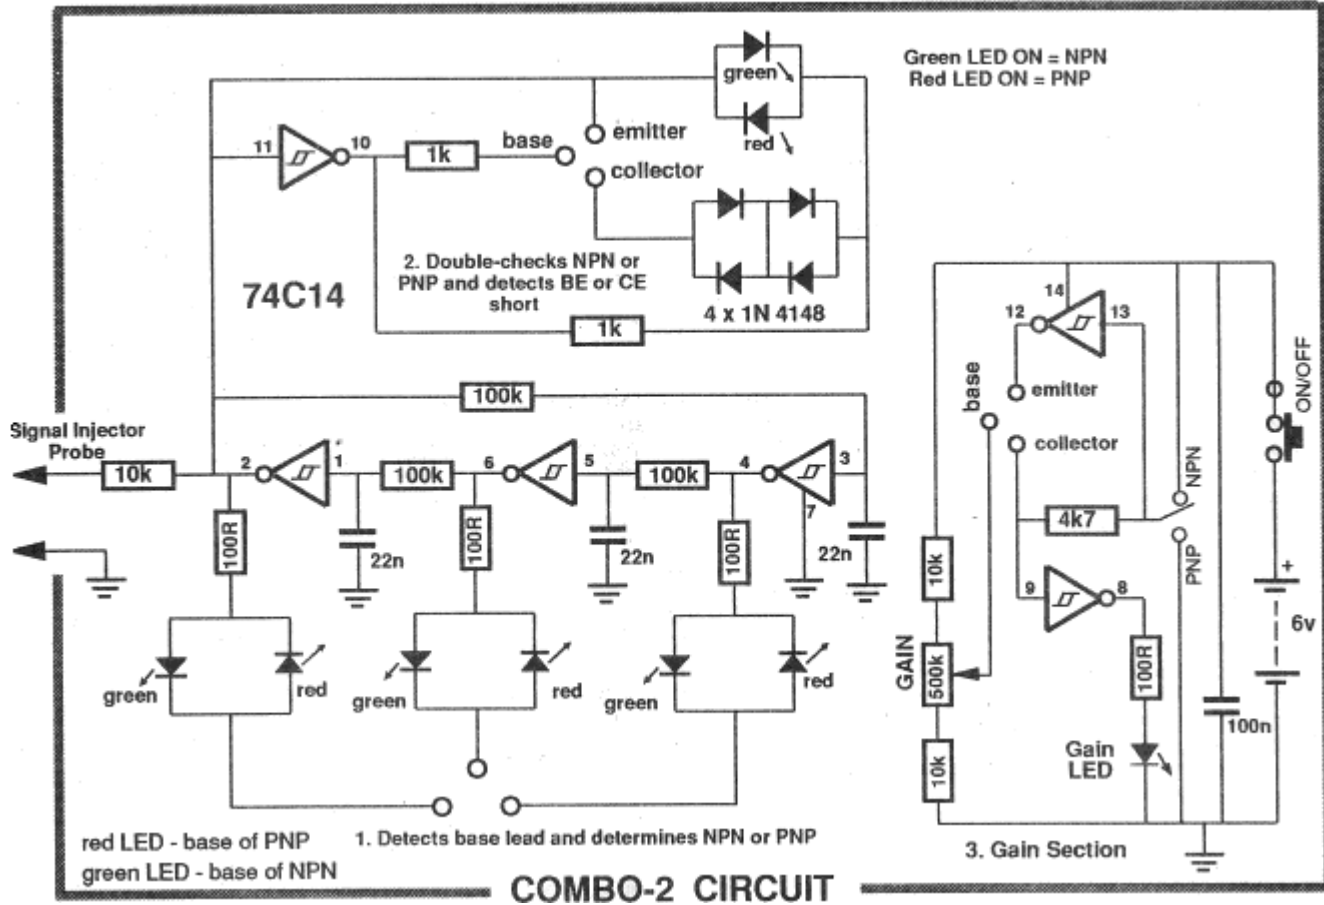 Green LED ON = NPN
Red LED ON = PNP
green
red
11
10
1k
base
emitter
collector
2. Double-checks NPN or
PNP and detects BE or CE
short
74C14
4 x 1N 4148
1k
100k
Signal Injector
Probe
10k
2
1
100k
6
5
100k
4
3
7
100R
22n
100R
22n
100R
22n
green
red
green
red
green
red
14
12
13
base
emitter
collector
ON/OFF
NPN
4k7
PNP
10k
9
8
GAIN
500k
100R
+
6v
100n
Gain
LED
10k
red LED - base of PNP
green LED - base of NPN
1. Detects base lead and determines NPN or PNP
3. Gain Section
COMBO-2 CIRCUIT